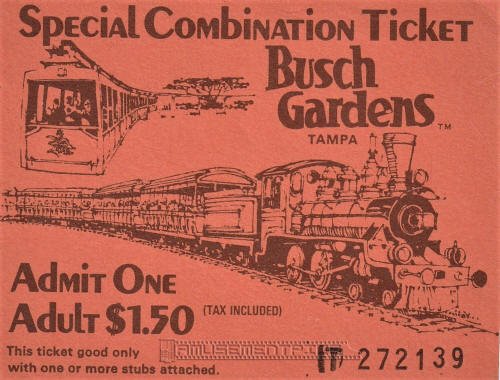 Special Combination Ticket
Busch
Gardens™
TAMPA
Admit One
Adult $1.50 (TAX INCLUDED)
This ticket good only
with one or more stubs attached.
272139